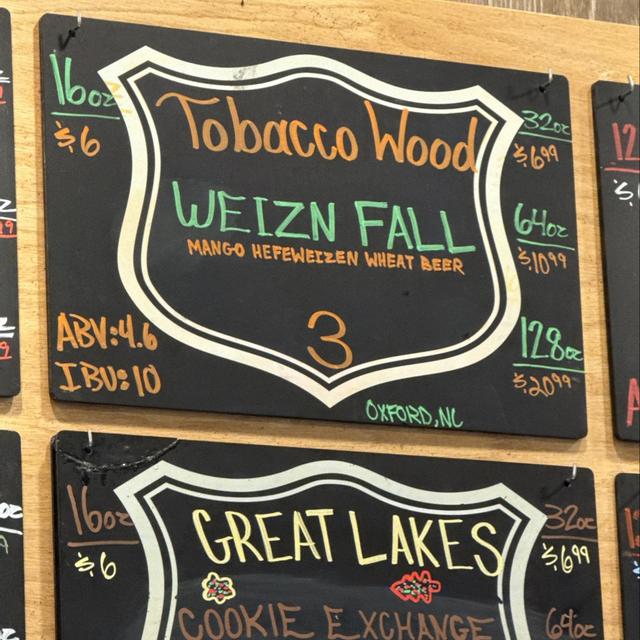 16oz
$6
Tobacco Wood
WEIZN FALL
MANGO HEFEWEIZEN WHEAT BEER
3
ABV:4.6
IBU:10
32oz
$6.99
64oz
$10.99
128oz
$20.99
OXFORD, NC
16oz
$6
GREAT LAKES
COOKIE EXCHANGE
32oz
$6.99
64oz